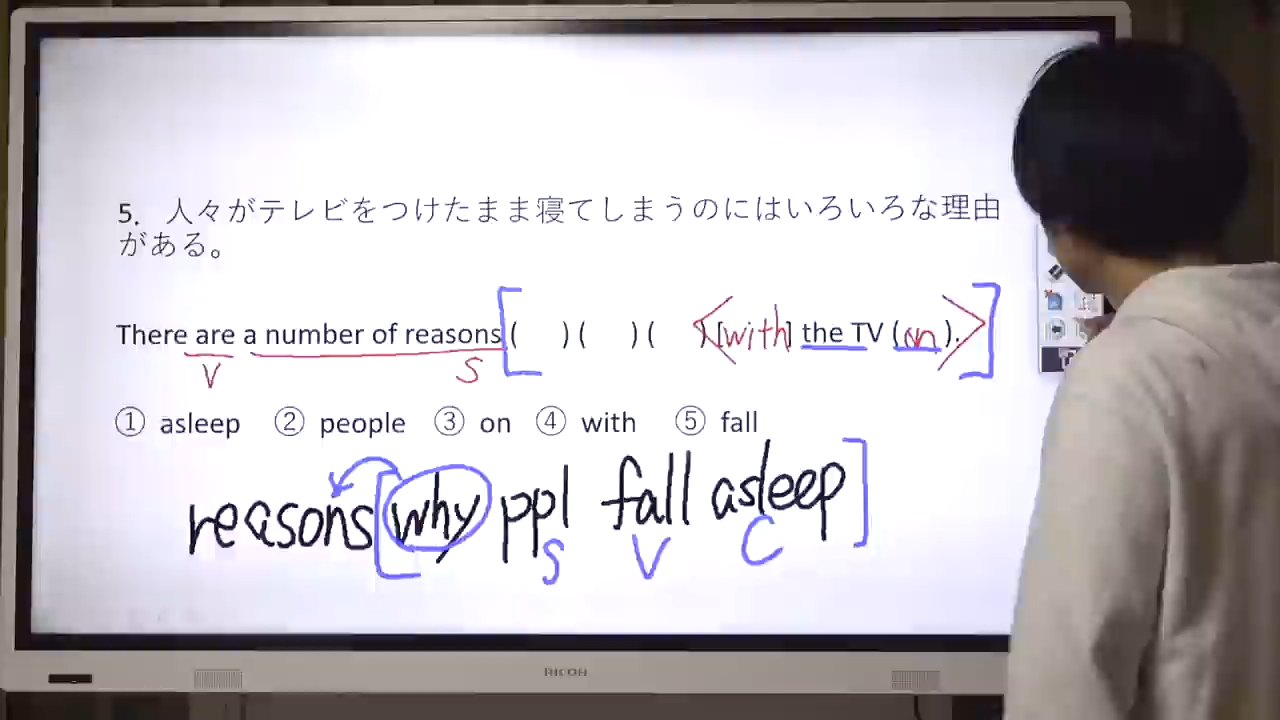 5. 人々がテレビをつけたまま寝てしまうのにはいろいろな理由
がある。
There are a number of reasons [( ) ( ) ( ) <[with] the TV (on).>]
V S
① asleep ② people ③ on ④ with ⑤ fall
reasons [why ppl fall asleep]
S V C
RICOH